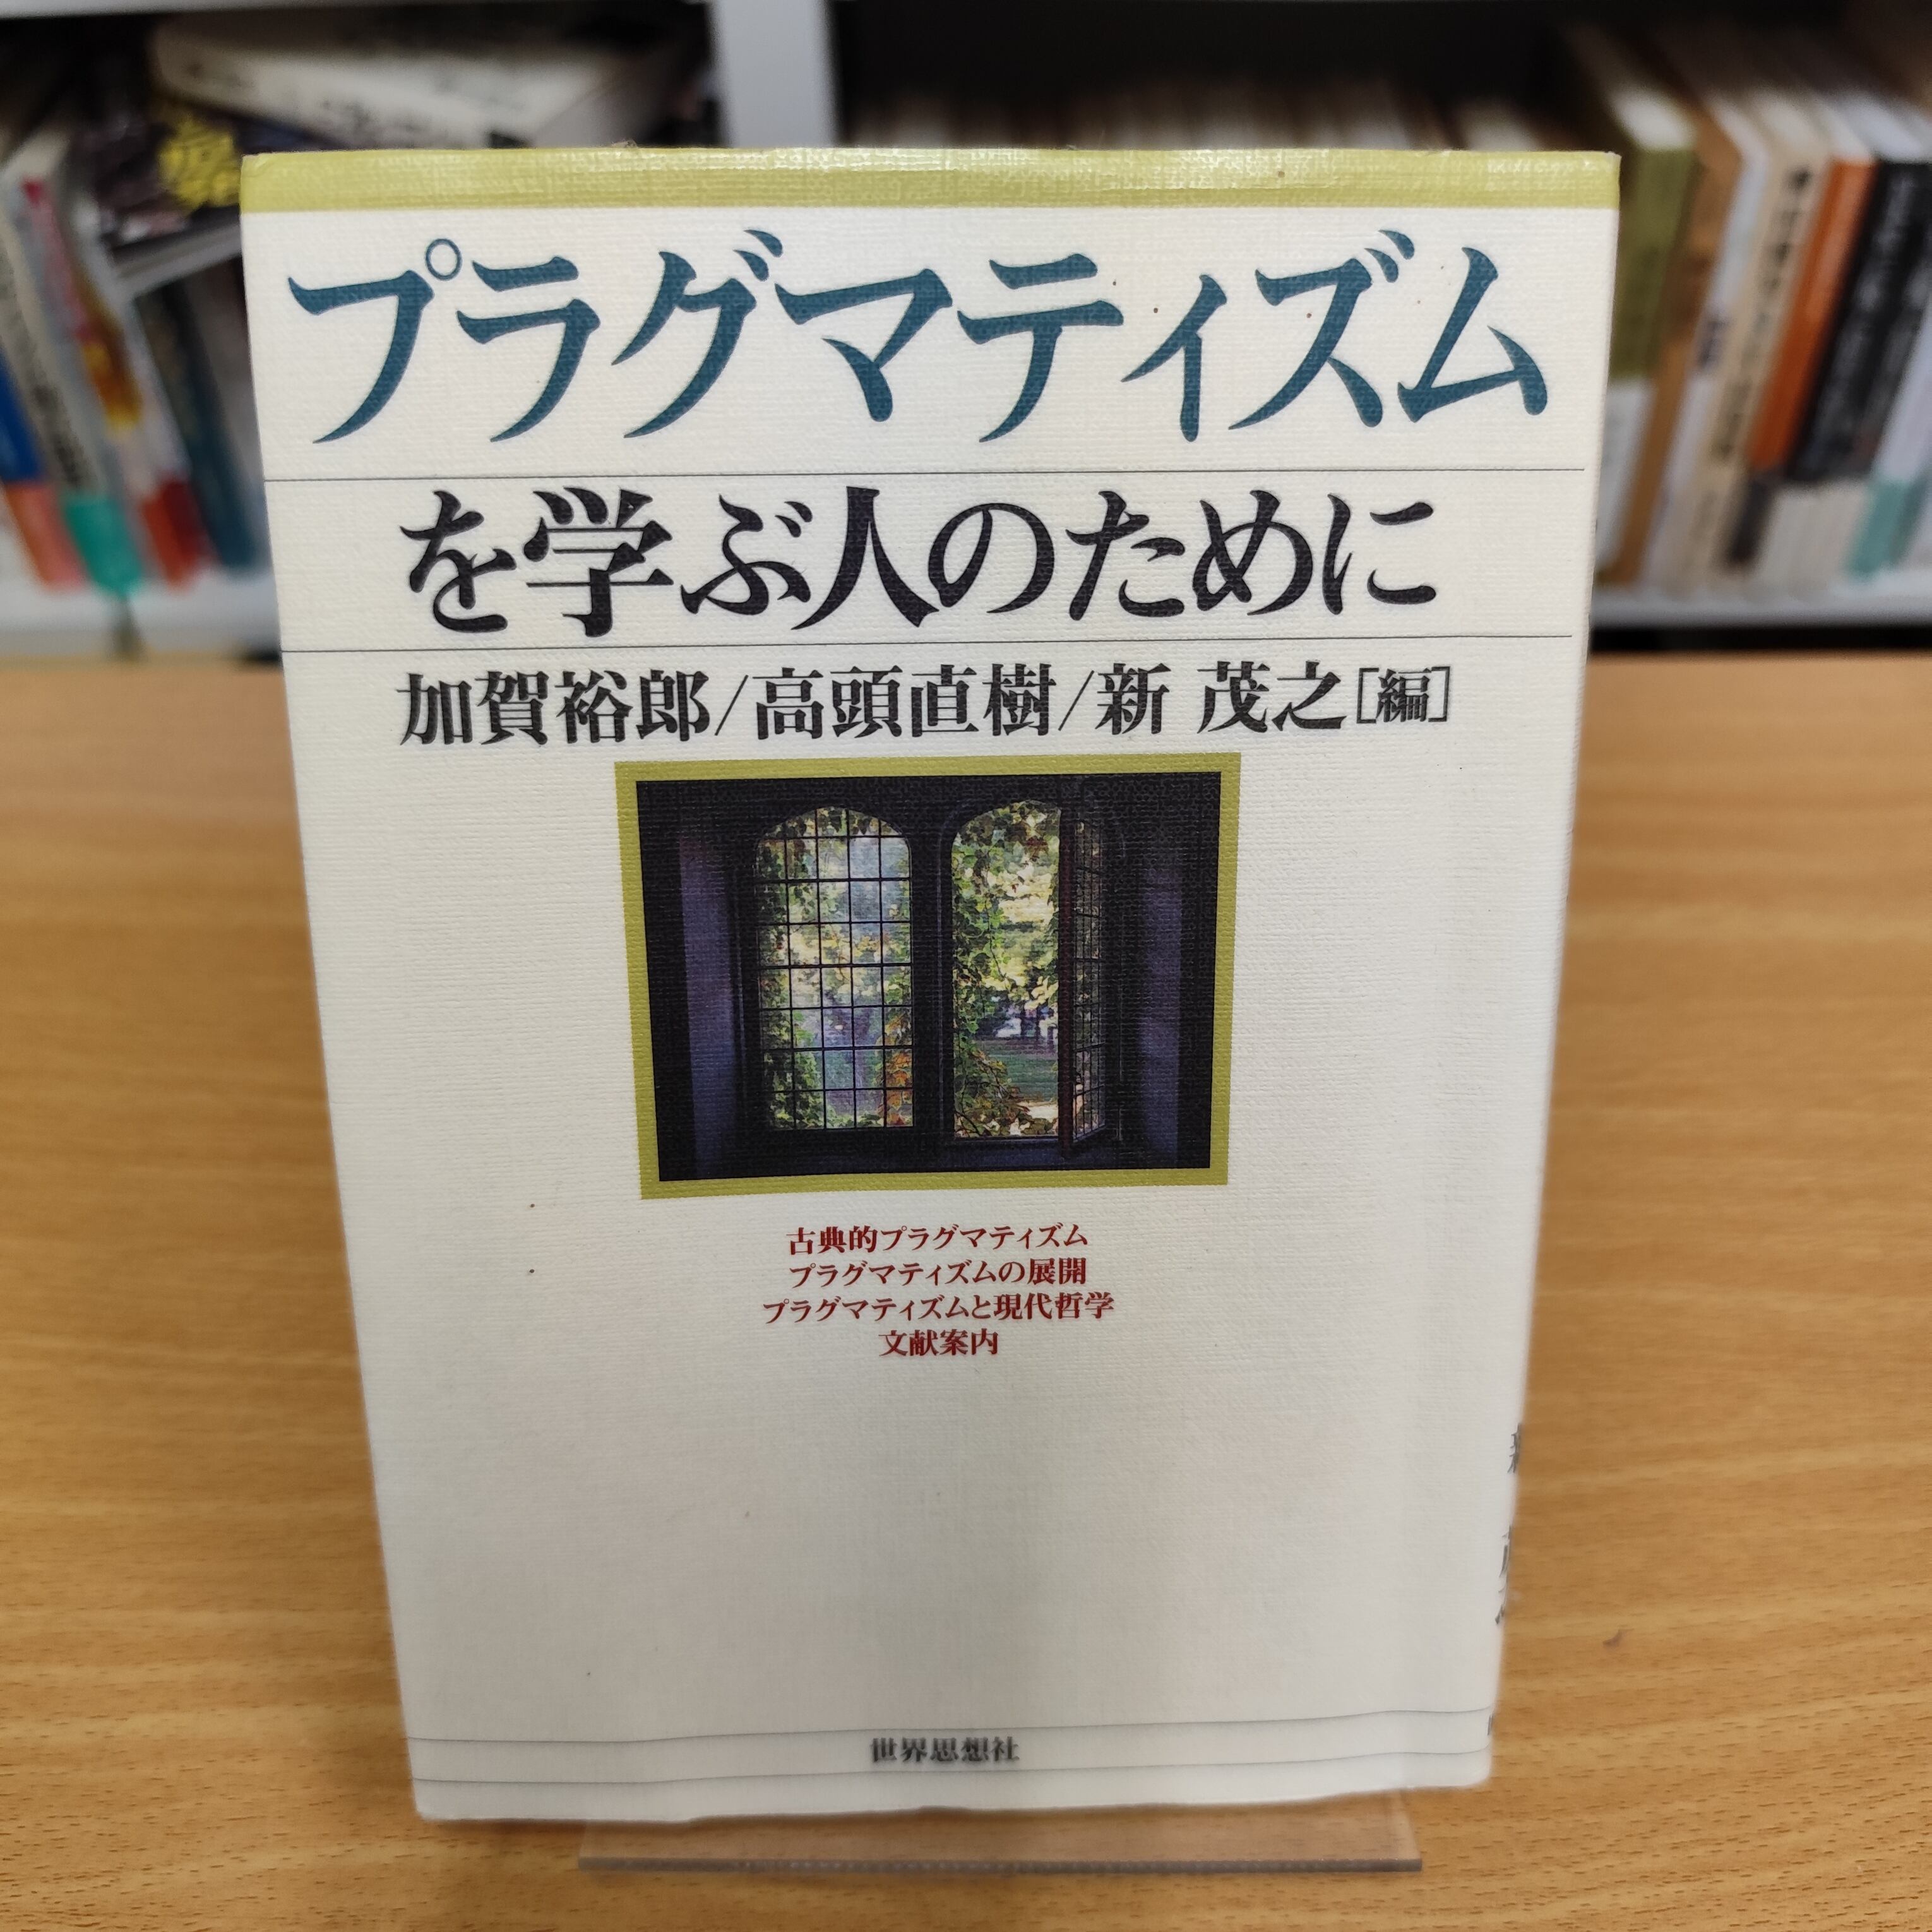 プラグマティズム
を学ぶ人のために
加賀裕郎/高頭直樹/新 茂之[編]
古典的プラグマティズム
プラグマティズムの展開
プラグマティズムと現代哲学
文献案内
世界思想社